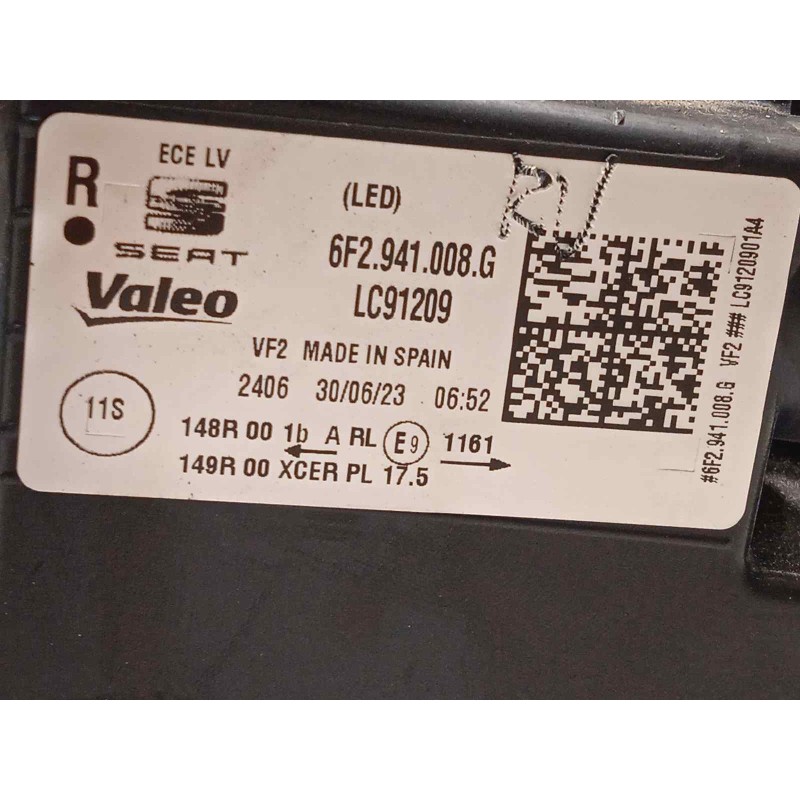 R
ECE LV
SEAT
Valeo
(LED)
6F2.941.008.G
LC91209
VF2 MADE IN SPAIN
2406 30/06/23 06:52
11S
148R 00 1b A RL E9 1161
149R 00 XCER PL 17.5
RV
#6F2.941.008.G VF2 ### LC9120901A4